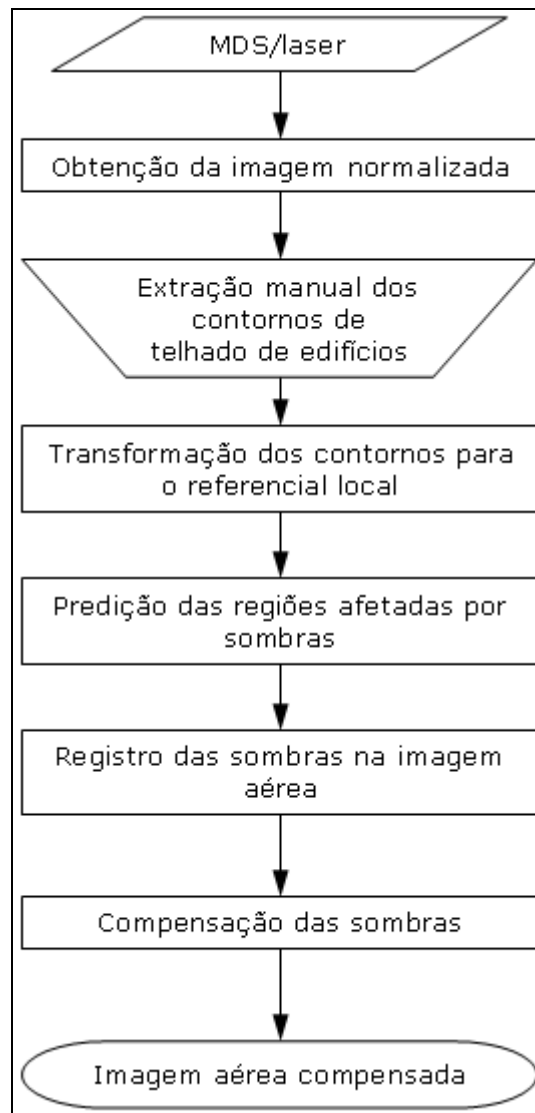 MDS/laser
Obtenção da imagem normalizada
Extração manual dos
contornos de
telhado de edifícios
Transformação dos contornos para
o referencial local
Predição das regiões afetadas por
sombras
Registro das sombras na imagem
aérea
Compensação das sombras
Imagem aérea compensada